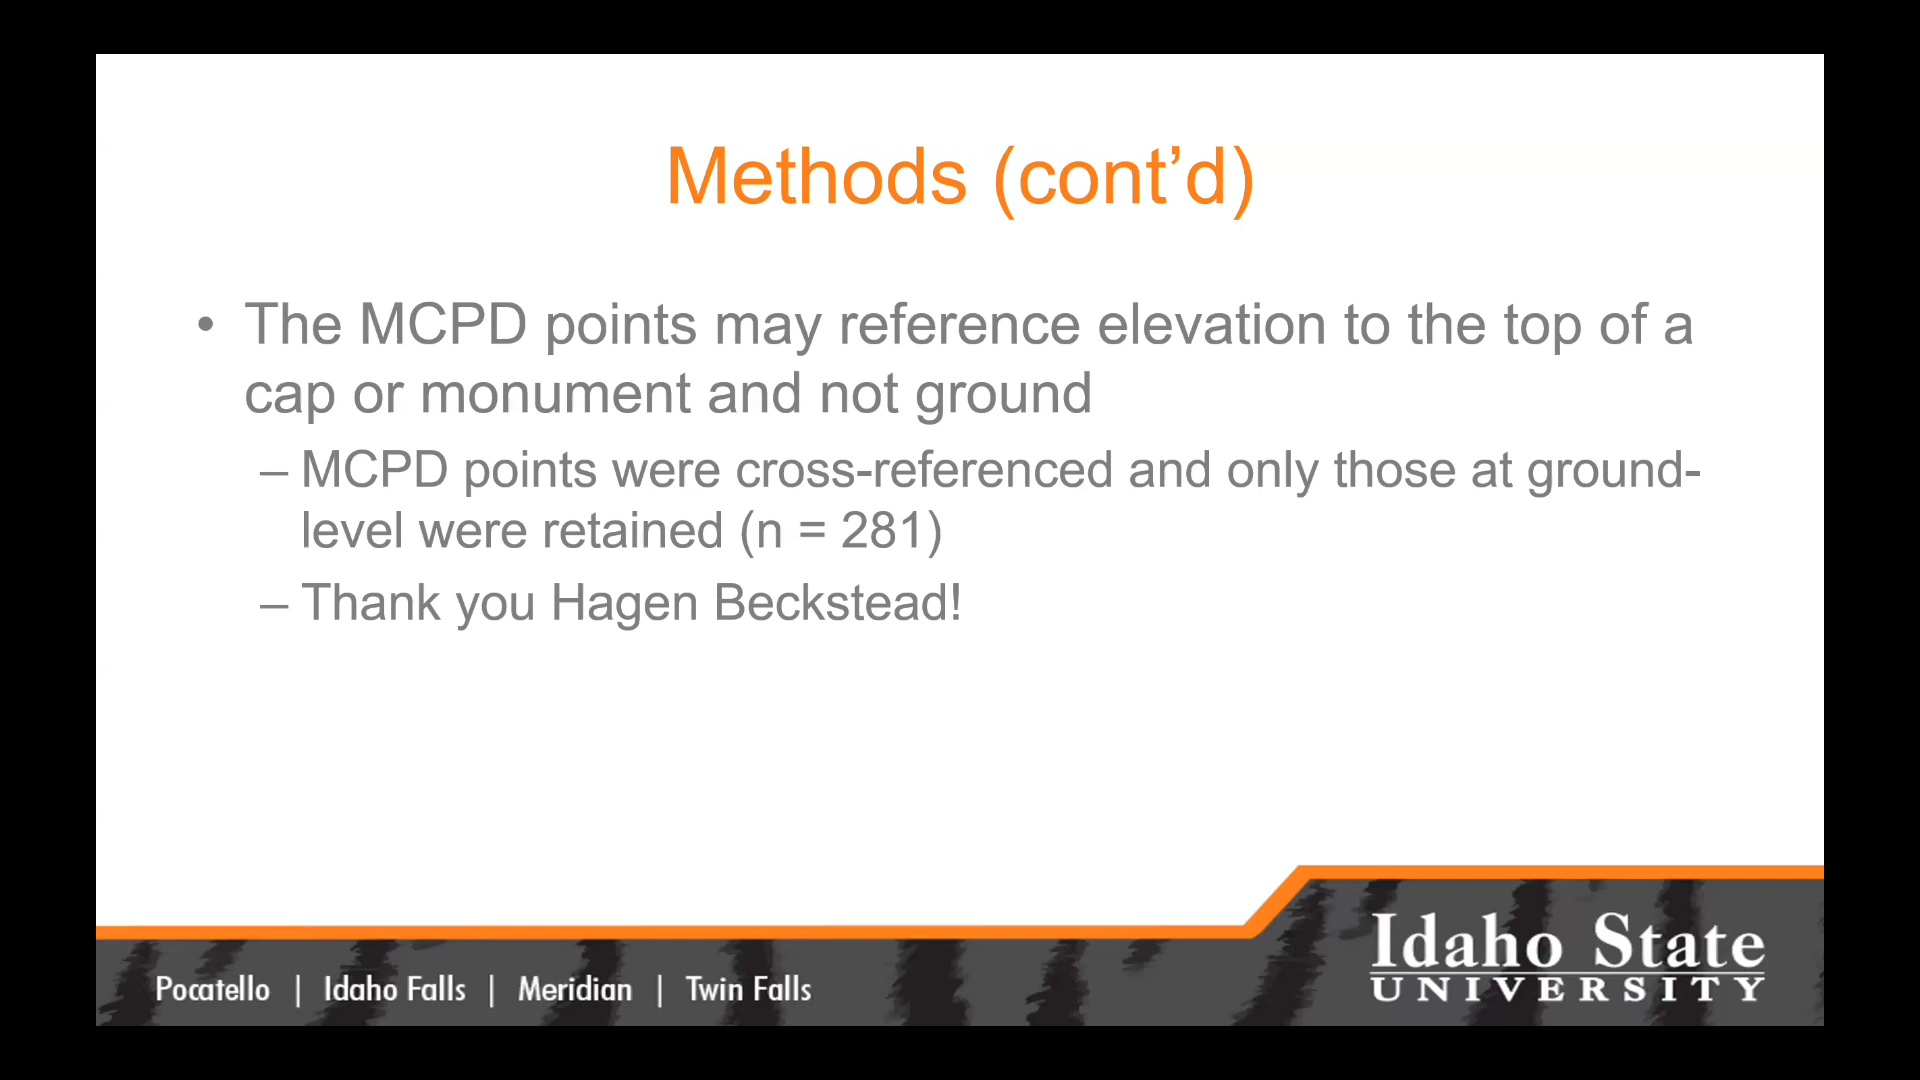 Methods (cont’d)
• The MCPD points may reference elevation to the top of a
cap or monument and not ground
– MCPD points were cross-referenced and only those at ground-
level were retained (n = 281)
– Thank you Hagen Beckstead!
Pocatello | Idaho Falls | Meridian | Twin Falls
Idaho State
UNIVERSITY